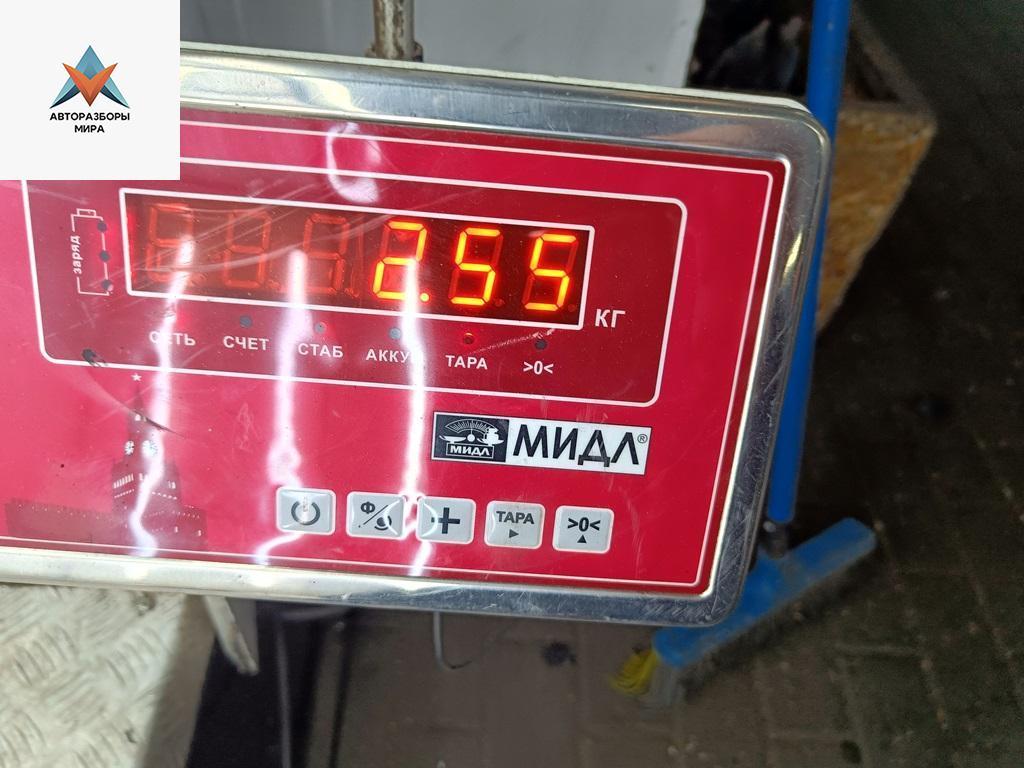 АВТОРАЗБОРЫ
МИРА
заряд
2.55
КГ
СЕТЬ СЧЕТ СТАБ АККУ ТАРА >0<
МИДЛ МИДЛ®
Ф ТАРА >0<